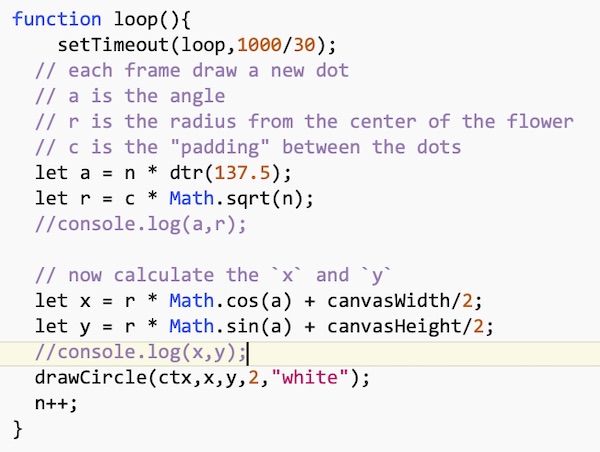 function loop(){
    setTimeout(loop,1000/30);
  // each frame draw a new dot
  // a is the angle
  // r is the radius from the center of the flower
  // c is the "padding" between the dots
  let a = n * dtr(137.5);
  let r = c * Math.sqrt(n);
  //console.log(a,r);

  // now calculate the `x` and `y`
  let x = r * Math.cos(a) + canvasWidth/2;
  let y = r * Math.sin(a) + canvasHeight/2;
  //console.log(x,y);
  drawCircle(ctx,x,y,2,"white");
  n++;
}